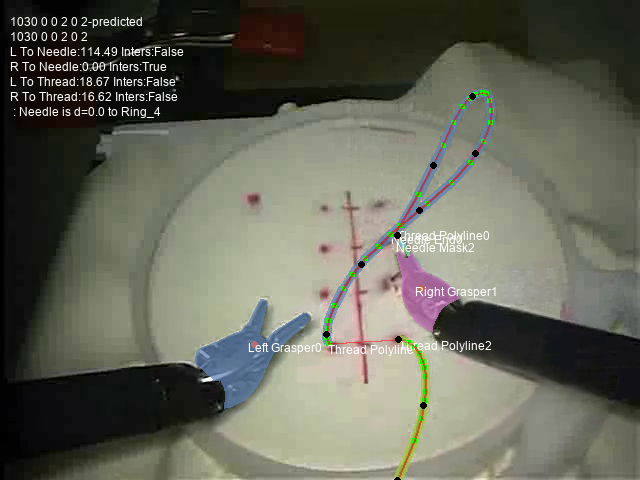 1030 0 0 2 0 2-predicted
1030 0 0 2 0 2
L To Needle:114.49 Inters:False
R To Needle:0.00 Inters:True
L To Thread:18.67 Inters:False
R To Thread:16.62 Inters:False
: Needle is d=0.0 to Ring_4
Thread Polyline0
Needle End0
Needle Mask2
Right Grasper1
Left Grasper0
Thread Polyline
Thread Polyline2